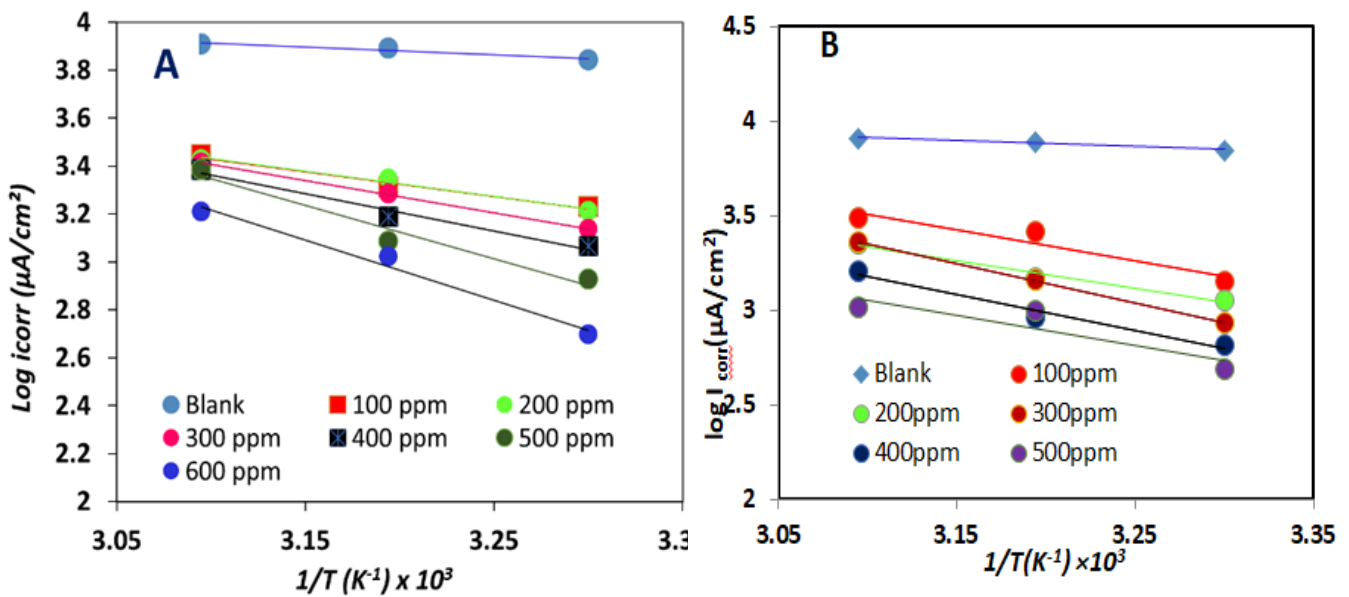 A
Log icorr (µA/cm²)
4
3.8
3.6
3.4
3.2
3
2.8
2.6
2.4
2.2
2
Blank 100 ppm 200 ppm
300 ppm 400 ppm 500 ppm
600 ppm
3.05 3.15 3.25
1/T (K⁻¹) x 10³
B
log I corr(µA/cm²)
4.5
4
3.5
3
2.5
2
Blank 100ppm
200ppm 300ppm
400ppm 500ppm
3.05 3.15 3.25 3.35
1/T(K⁻¹) ×10³